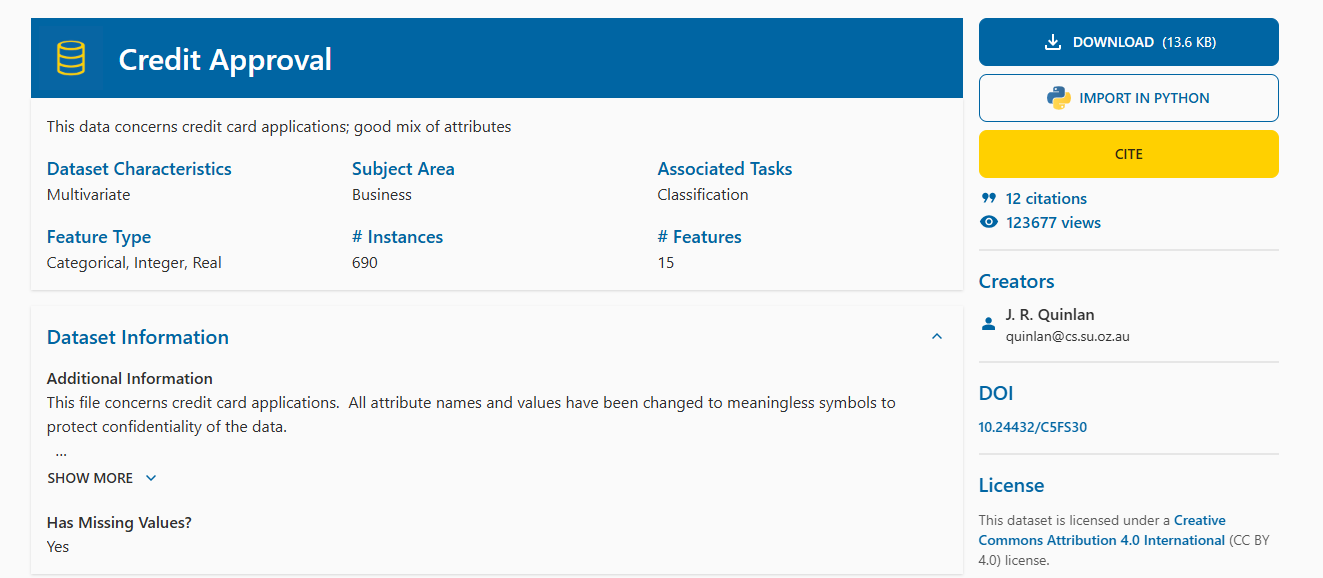 Credit Approval
This data concerns credit card applications; good mix of attributes
Dataset Characteristics
Multivariate
Subject Area
Business
Associated Tasks
Classification
Feature Type
Categorical, Integer, Real
# Instances
690
# Features
15
Dataset Information
Additional Information
This file concerns credit card applications.  All attribute names and values have been changed to meaningless symbols to
protect confidentiality of the data.
...
SHOW MORE
Has Missing Values?
Yes
DOWNLOAD (13.6 KB)
IMPORT IN PYTHON
CITE
12 citations
123677 views
Creators
J. R. Quinlan
quinlan@cs.su.oz.au
DOI
10.24432/C5FS30
License
This dataset is licensed under a Creative
Commons Attribution 4.0 International (CC BY
4.0) license.